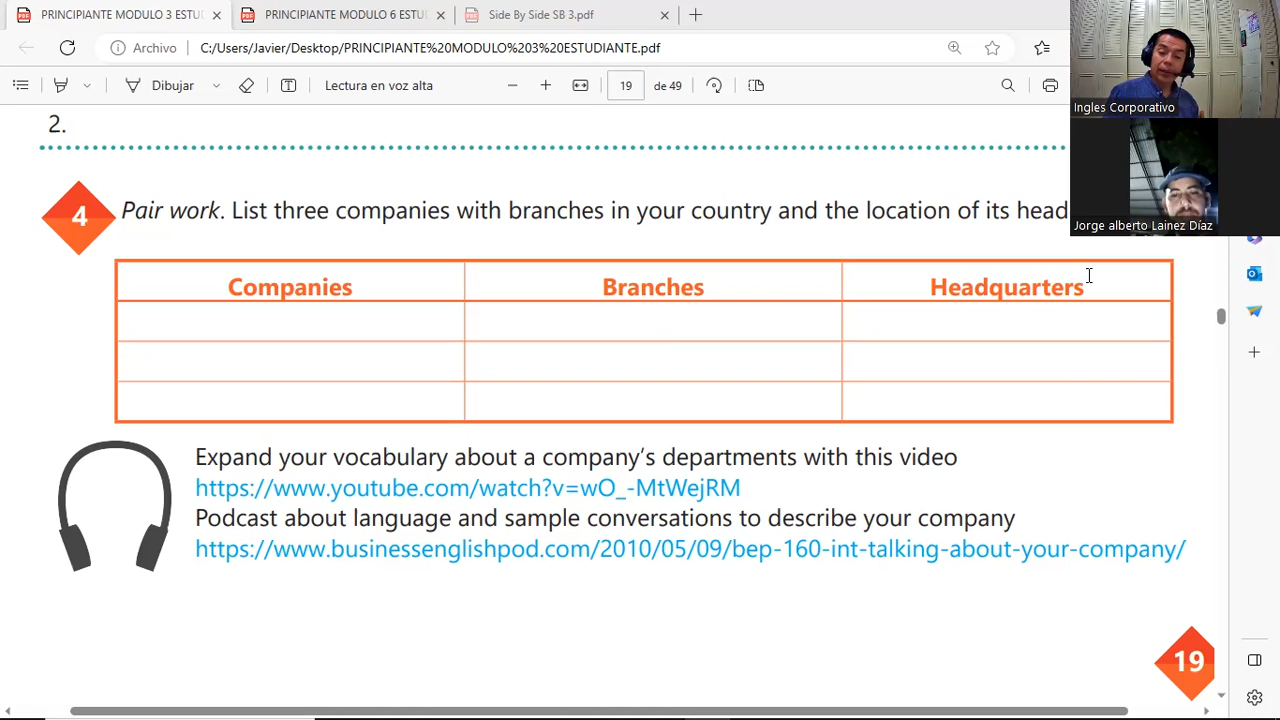 PRINCIPIANTE MODULO 3 ESTU
PRINCIPIANTE MODULO 6 ESTUD
Side By Side SB 3.pdf
Archivo
C:/Users/Javier/Desktop/PRINCIPIANTE%20MODULO%203%20ESTUDIANTE.pdf
Dibujar
Lectura en voz alta
19
de 49
Ingles Corporativo
Jorge alberto Lainez Díaz
2.
4
Pair work. List three companies with branches in your country and the location of its head
Companies Branches Headquarters
Expand your vocabulary about a company’s departments with this video
https://www.youtube.com/watch?v=wO_-MtWejRM
Podcast about language and sample conversations to describe your company
https://www.businessenglishpod.com/2010/05/09/bep-160-int-talking-about-your-company/
19